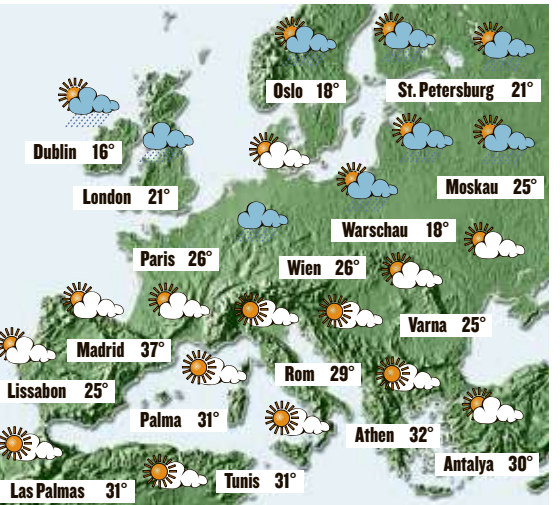 Oslo 18°
St. Petersburg 21°
Dublin 16°
Moskau 25°
London 21°
Warschau 18°
Paris 26°
Wien 26°
Varna 25°
Madrid 37°
Rom 29°
Lissabon 25°
Palma 31°
Athen 32°
Antalya 30°
Tunis 31°
Las Palmas 31°